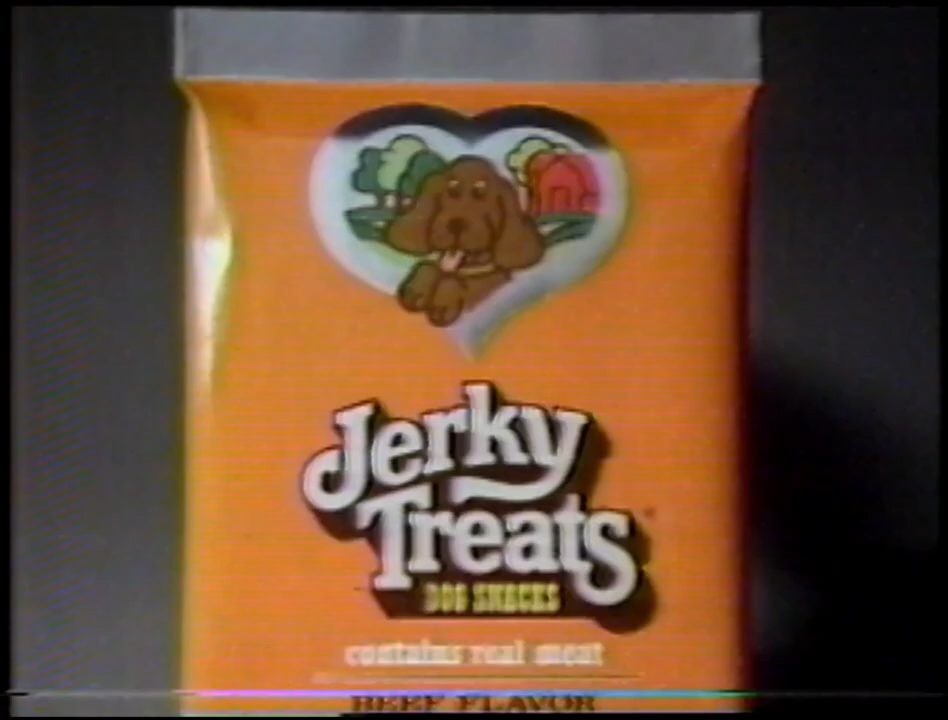 Jerky
Treats
DOG SNACKS
contains real meat
BEEF FLAVOR